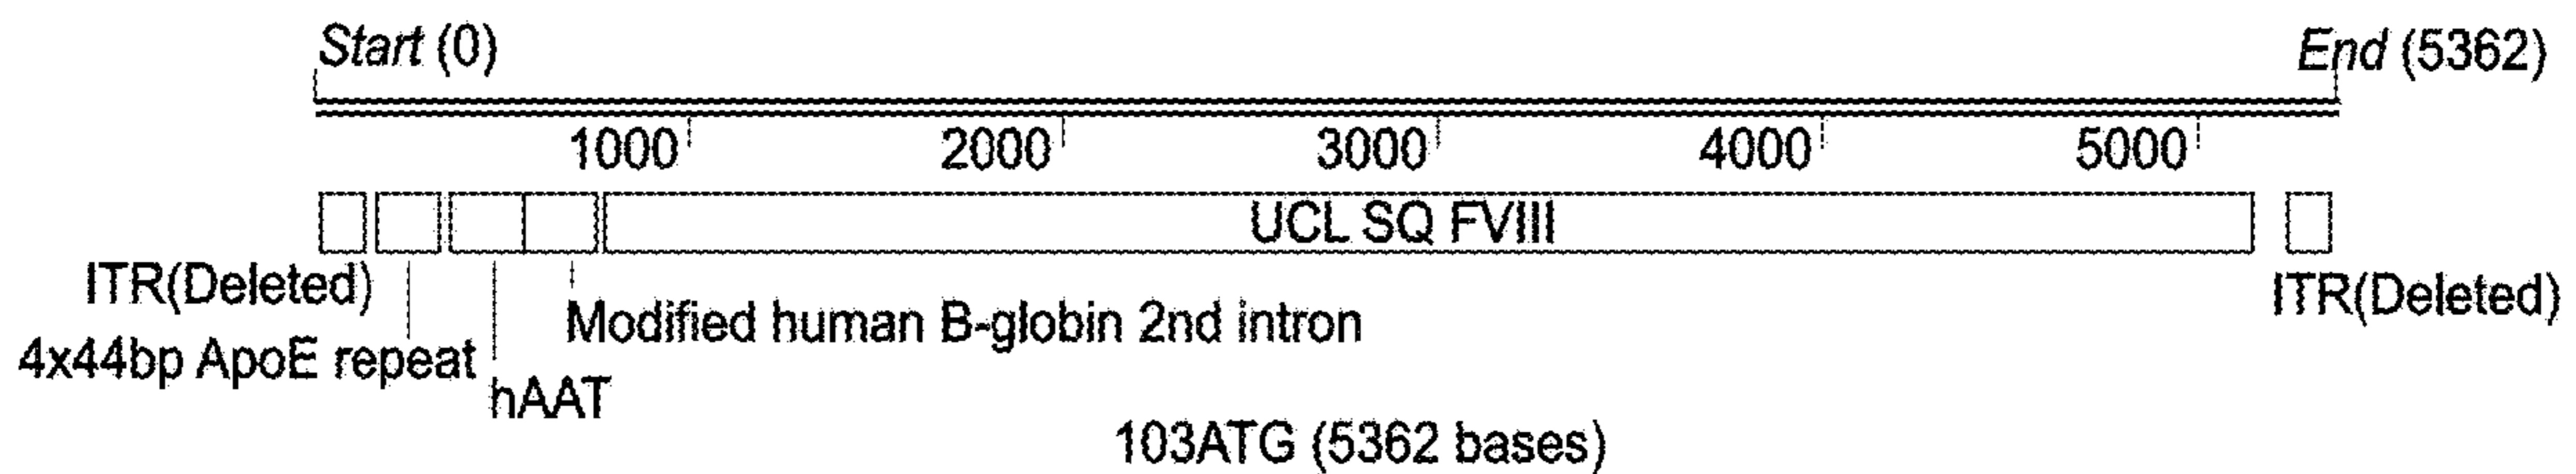 Start (0)
End (5362)
1000 2000 3000 4000 5000
UCL SQ FVIII
ITR(Deleted)
ITR(Deleted)
Modified human B-globin 2nd intron
4x44bp ApoE repeat
hAAT
103ATG (5362 bases)